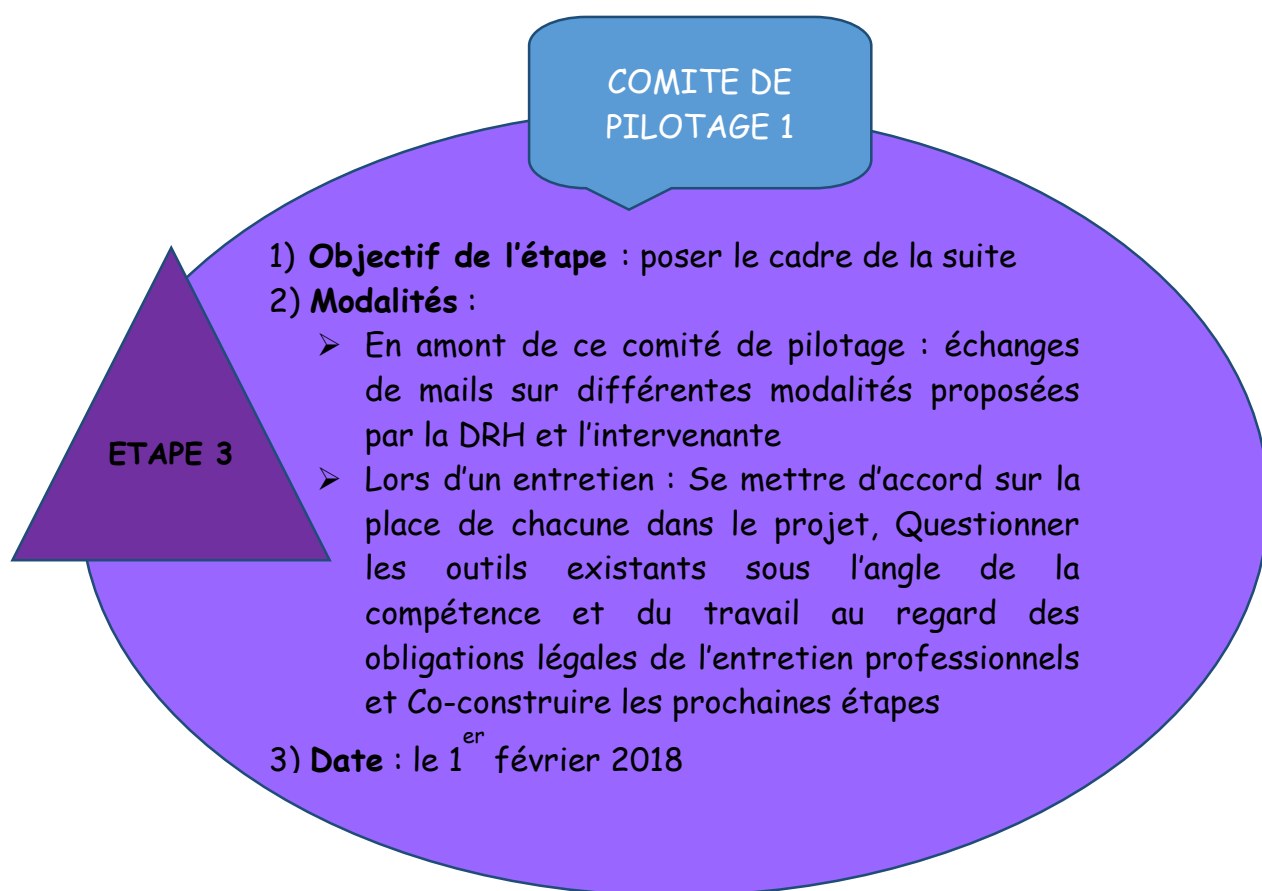 COMITE DE
PILOTAGE 1
1) Objectif de l’étape : poser le cadre de la suite
2) Modalités :
➢ En amont de ce comité de pilotage : échanges
de mails sur différentes modalités proposées
par la DRH et l’intervenante
ETAPE 3
➢ Lors d’un entretien : Se mettre d’accord sur la
place de chacune dans le projet, Questionner
les outils existants sous l’angle de la
compétence et du travail au regard des
obligations légales de l’entretien professionnels
et Co-construire les prochaines étapes
3) Date : le 1er février 2018